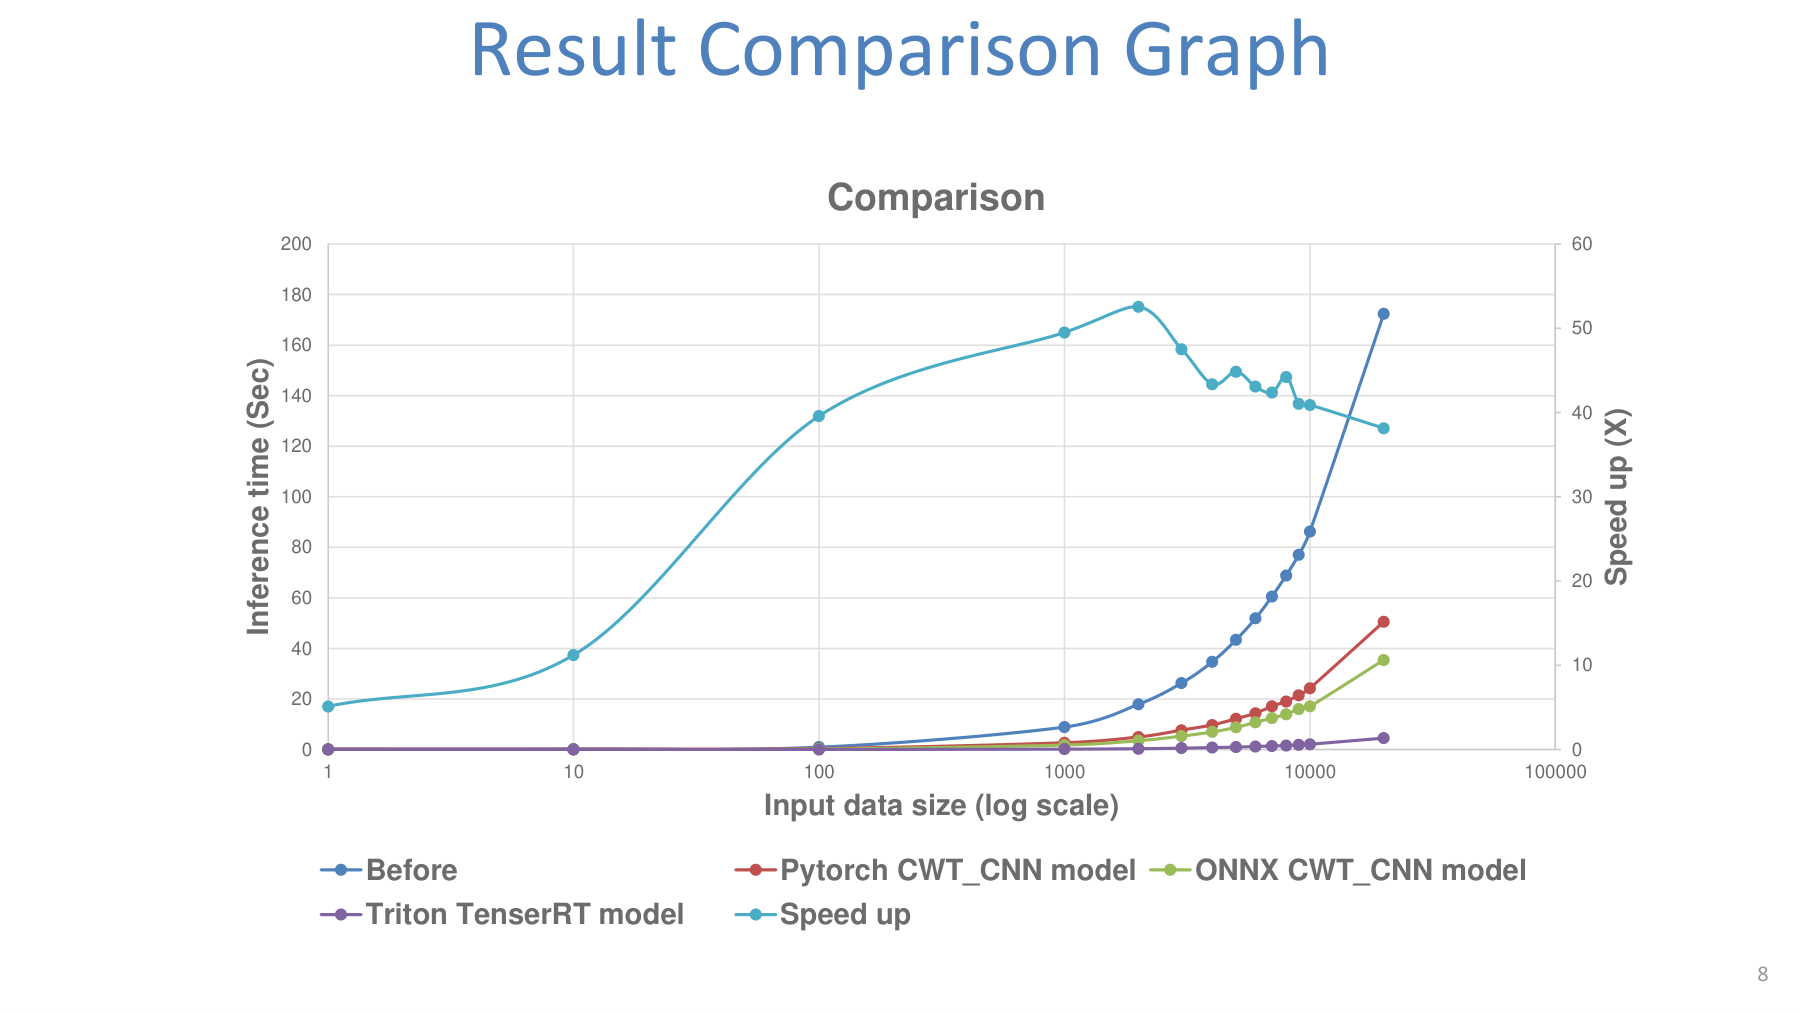 Result Comparison Graph
Comparison
200
180
160
140
120
100
80
60
40
20
0
60
50
40
30
20
10
0
Inference time (Sec)
Speed up (X)
1
10
100
1000
10000
100000
Input data size (log scale)
Before
Pytorch CWT_CNN model
ONNX CWT_CNN model
Triton TenserRT model
Speed up
8